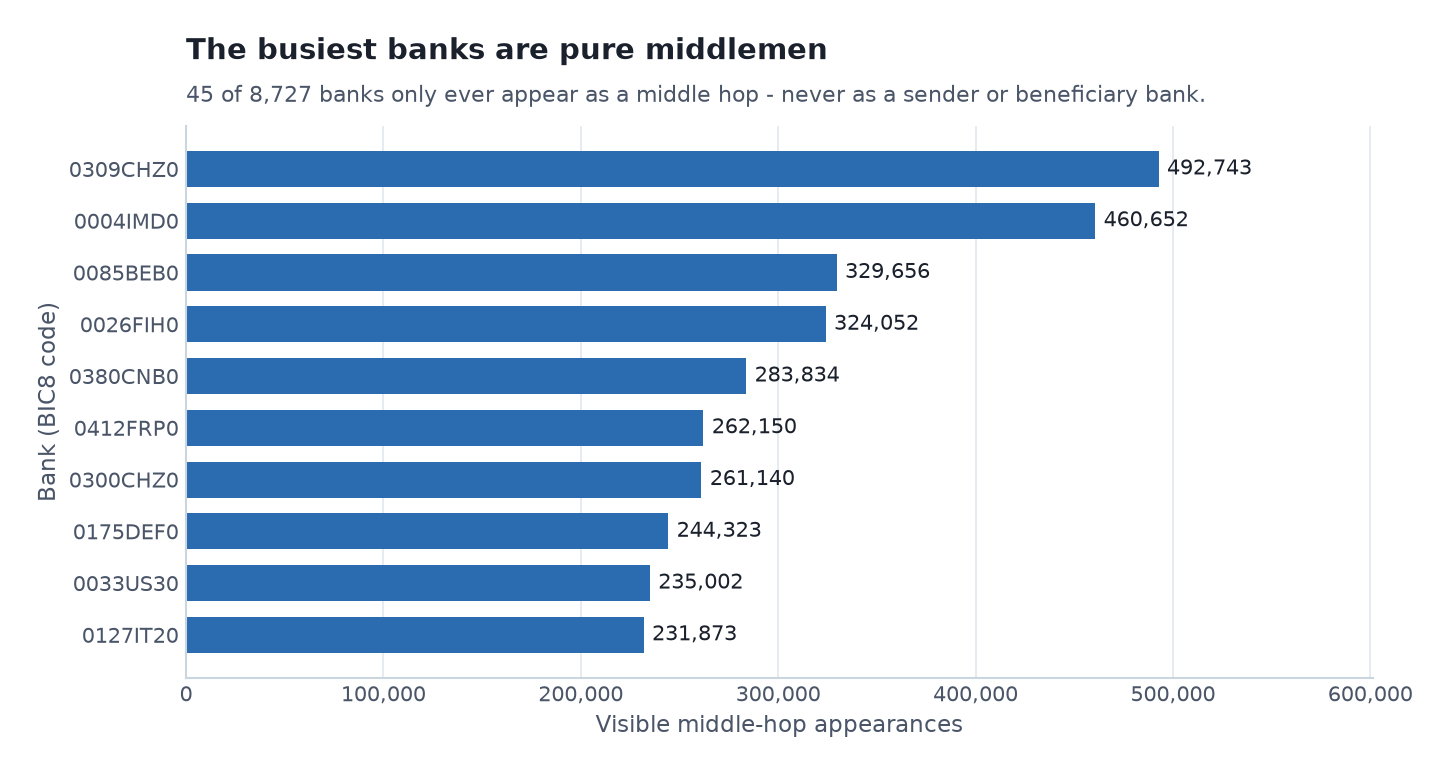 The busiest banks are pure middlemen
45 of 8,727 banks only ever appear as a middle hop - never as a sender or beneficiary bank.
Bank (BIC8 code)
0309CHZ0 492,743
0004IMD0 460,652
0085BEB0 329,656
0026FIH0 324,052
0380CNB0 283,834
0412FRP0 262,150
0300CHZ0 261,140
0175DEF0 244,323
0033US30 235,002
0127IT20 231,873
0 100,000 200,000 300,000 400,000 500,000 600,000
Visible middle-hop appearances